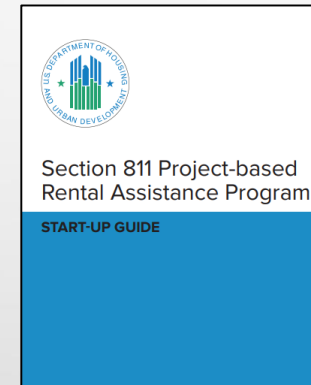 U.S. DEPARTMENT OF HOUSING
AND URBAN DEVELOPMENT
Section 811 Project-based
Rental Assistance Program
START-UP GUIDE